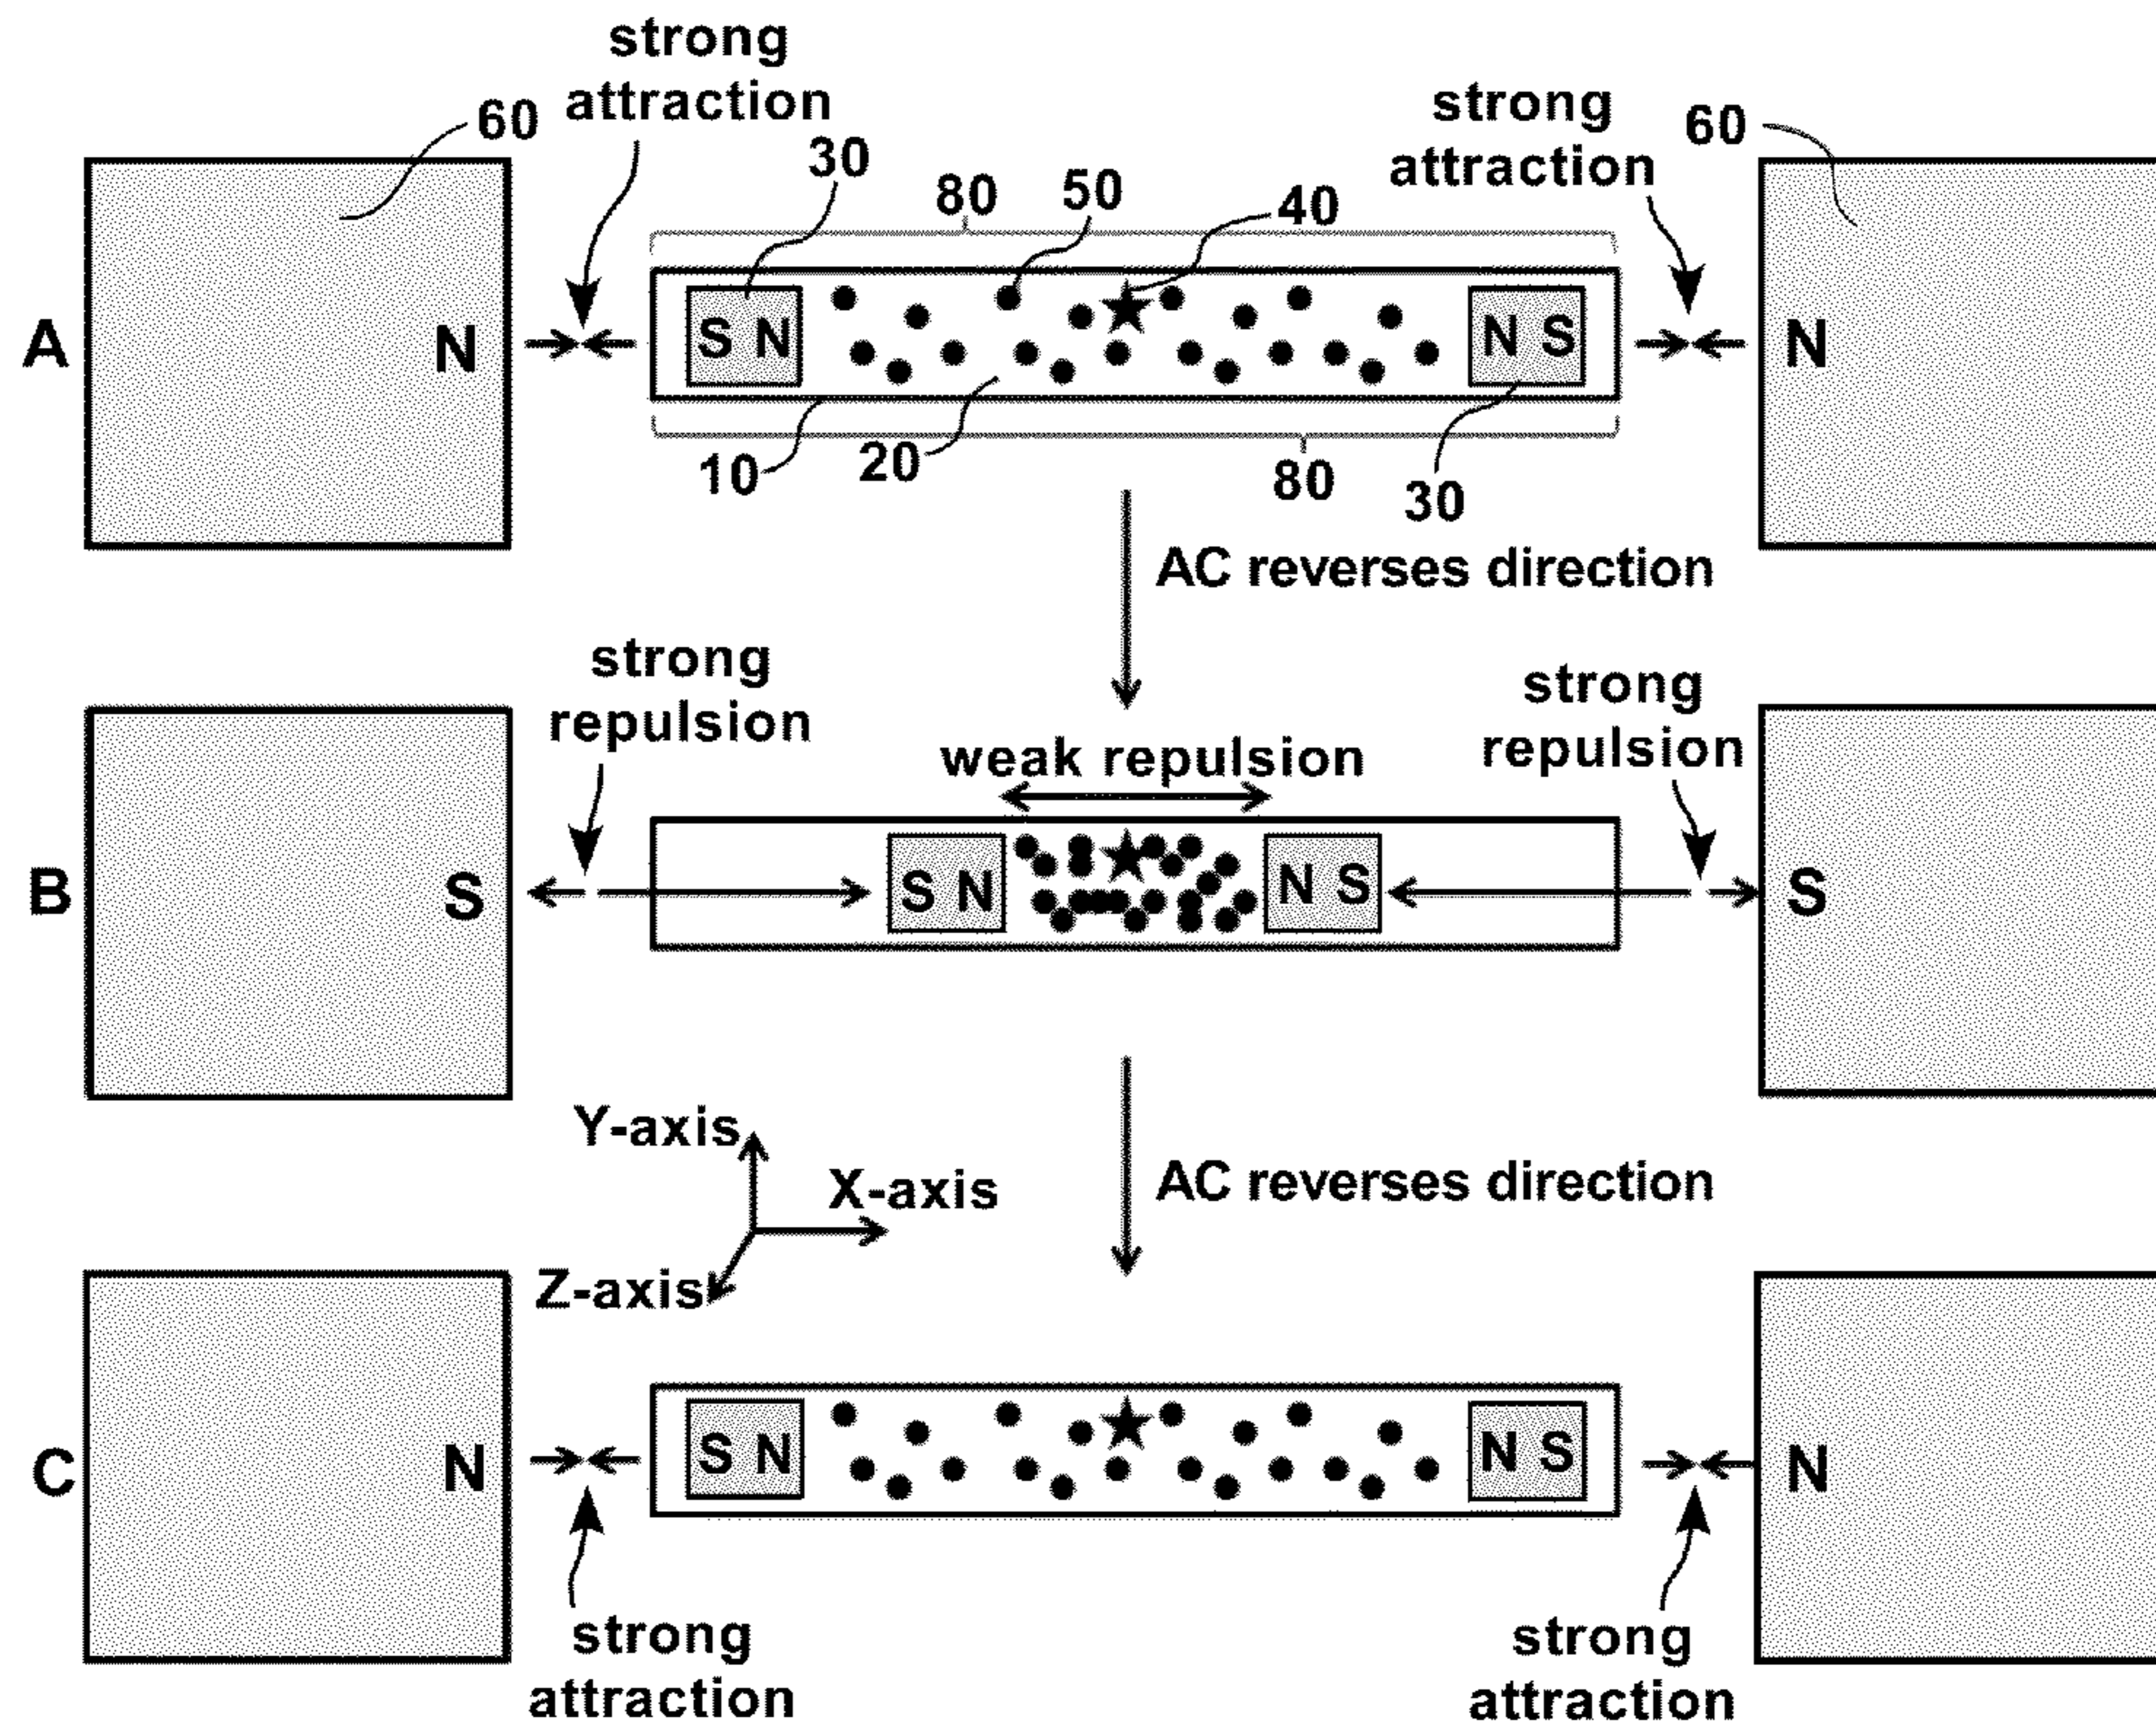 strong
attraction
60
30
80
50
40
strong
attraction
60
A
N
S N
N S
N
10
20
80
30
AC reverses direction
strong
repulsion
weak repulsion
strong
repulsion
B
S
S N
N S
S
Y-axis
X-axis
Z-axis
AC reverses direction
C
N
S N
N S
N
strong
attraction
strong
attraction